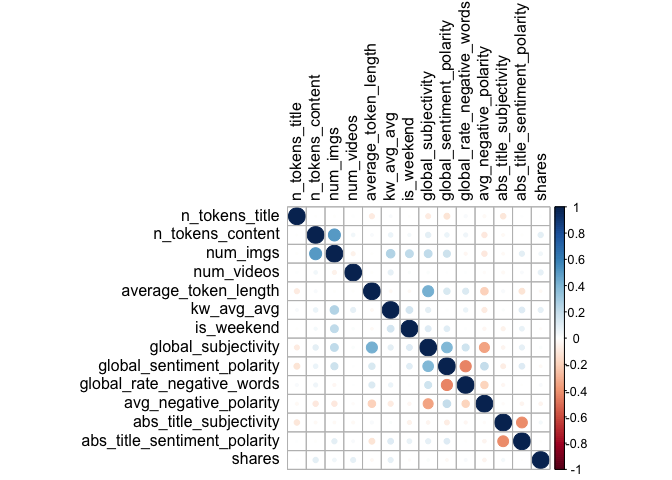 n_tokens_title
n_tokens_content
num_imgs
num_videos
average_token_length
kw_avg_avg
is_weekend
global_subjectivity
global_sentiment_polarity
global_rate_negative_words
avg_negative_polarity
abs_title_subjectivity
abs_title_sentiment_polarity
shares
n_tokens_title
n_tokens_content
num_imgs
num_videos
average_token_length
kw_avg_avg
is_weekend
global_subjectivity
global_sentiment_polarity
global_rate_negative_words
avg_negative_polarity
abs_title_subjectivity
abs_title_sentiment_polarity
shares
1
0.8
0.6
0.4
0.2
0
-0.2
-0.4
-0.6
-0.8
-1